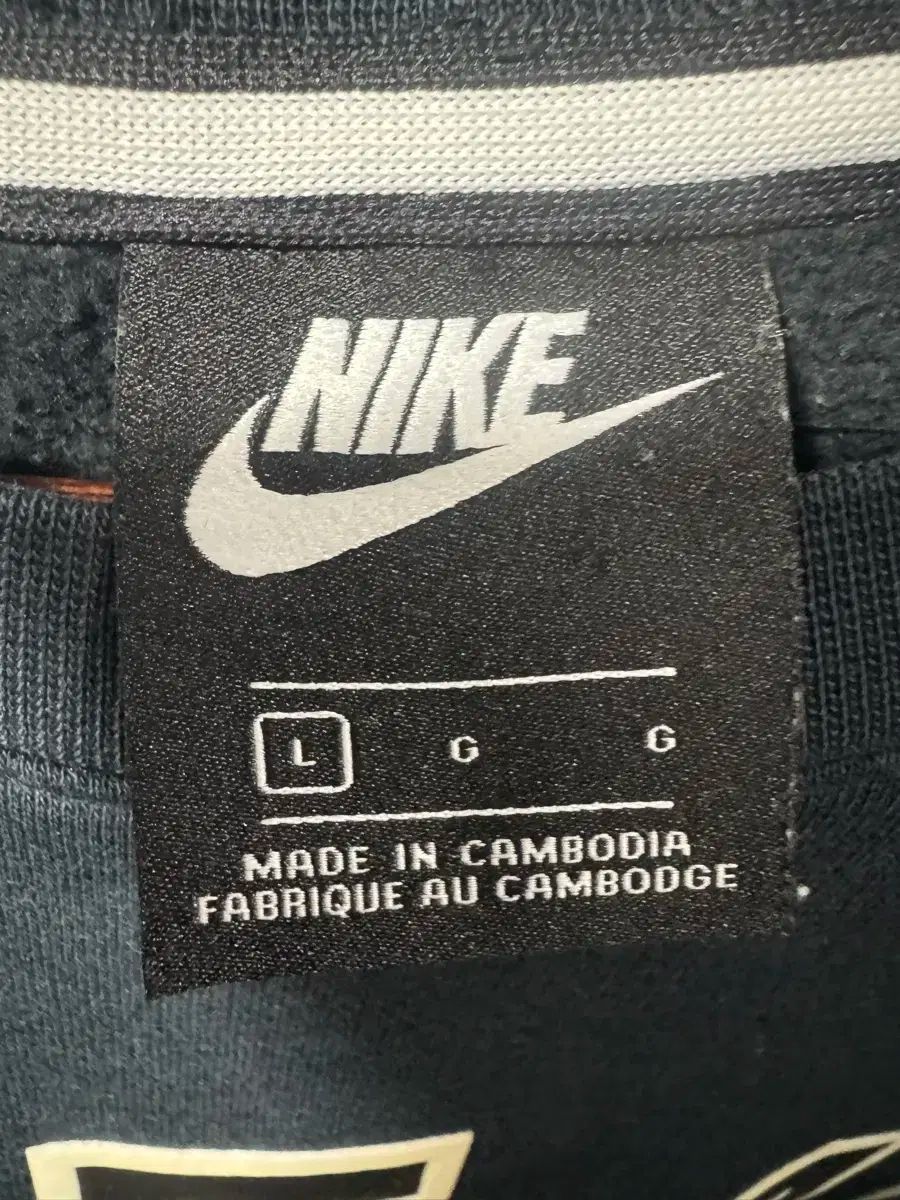 NIKE
L G G
MADE IN CAMBODIA
FABRIQUE AU CAMBODGE